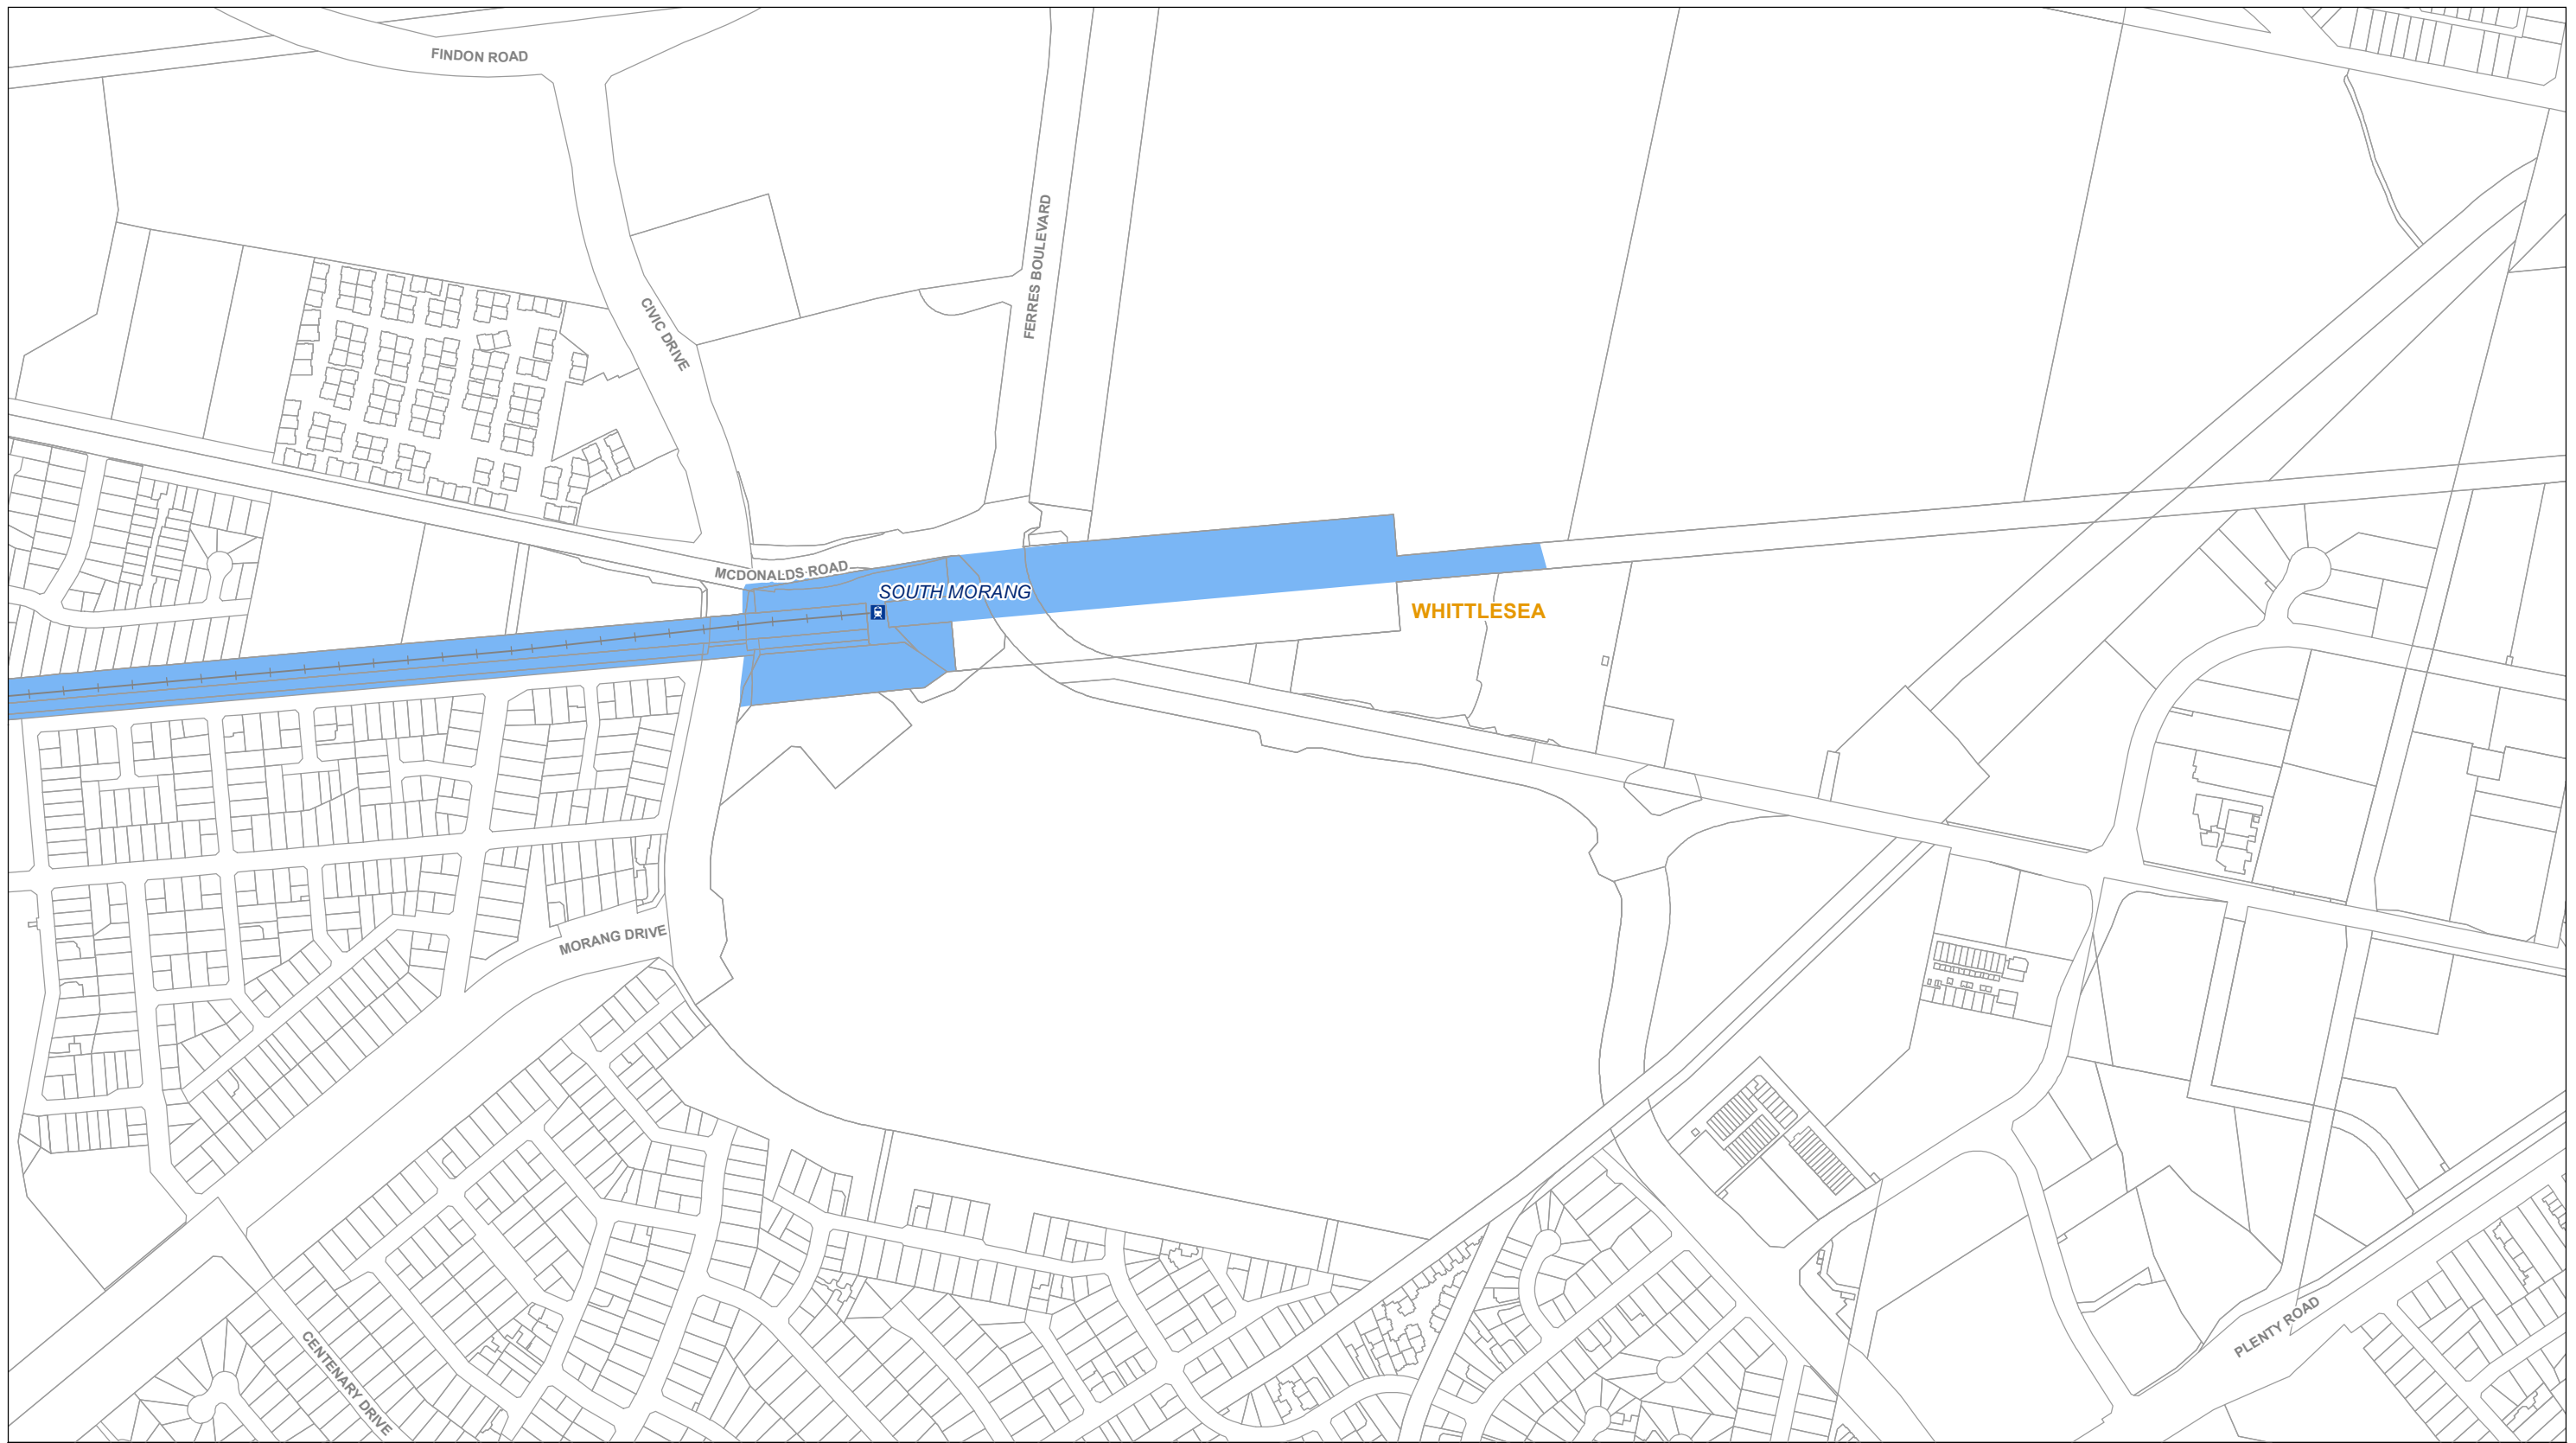 FINDON ROAD
FERRES BOULEVARD
CIVIC DRIVE
MCDONALDS ROAD
SOUTH MORANG
WHITTLESEA
MORANG DRIVE
PLENTY ROAD
CENTENARY DRIVE